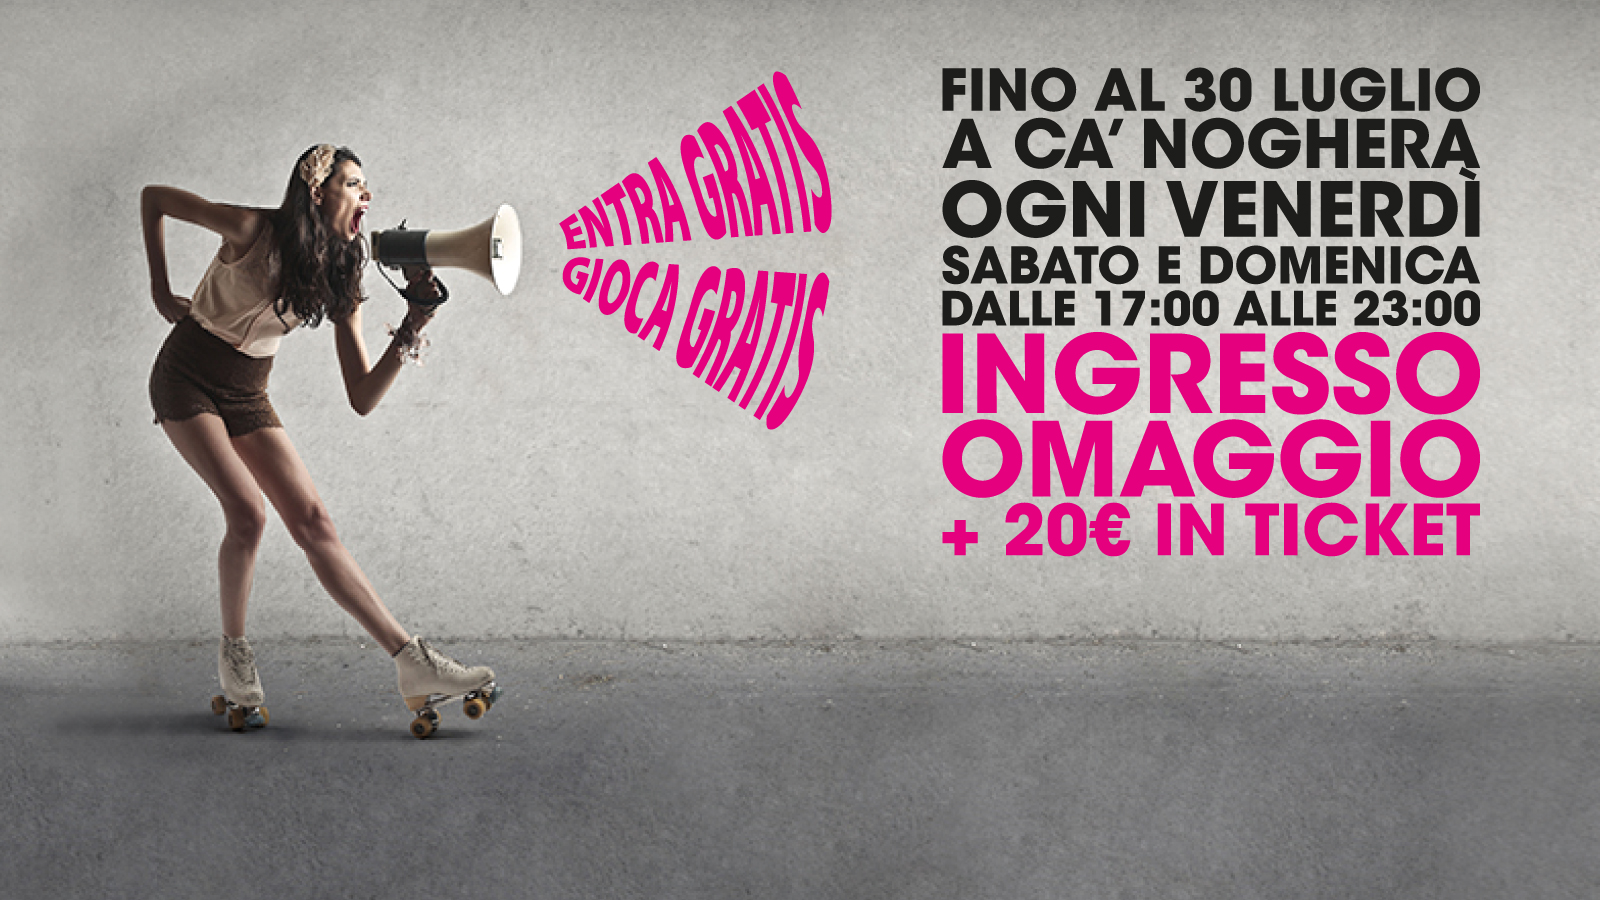 ENTRA GRATIS
GIOCA GRATIS
FINO AL 30 LUGLIO
A CA' NOGHERA
OGNI VENERDÌ
SABATO E DOMENICA
DALLE 17:00 ALLE 23:00
INGRESSO
OMAGGIO
+ 20€ IN TICKET